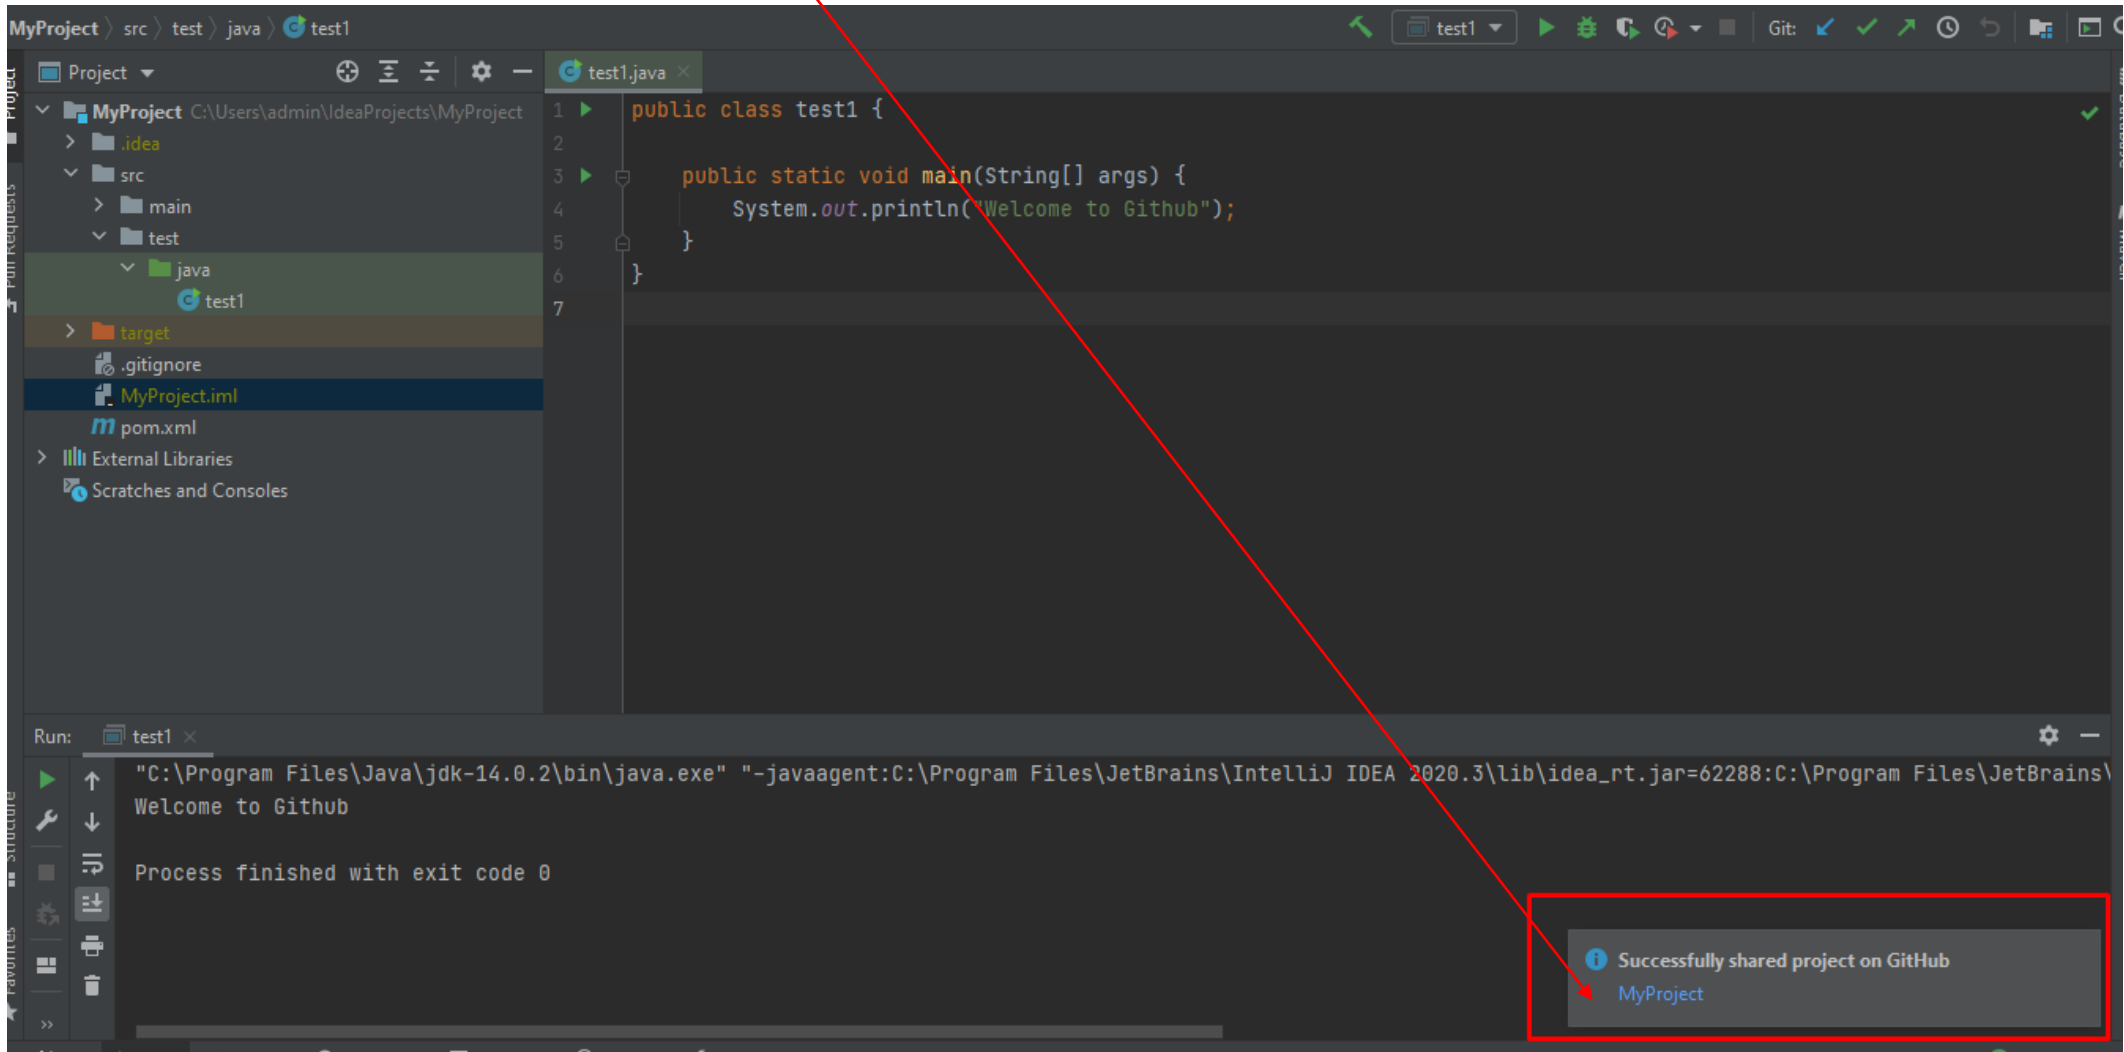 MyProject 〉 src 〉 test 〉 java 〉 test1
test1
Git:
Project
Project
Pull Requests
MyProject C:\Users\admin\IdeaProjects\MyProject
.idea
src
main
test
java
test1
target
.gitignore
MyProject.iml
pom.xml
External Libraries
Scratches and Consoles
test1.java
1 public class test1 {
2
3 public static void main(String[] args) {
4 System.out.println("Welcome to Github");
5 }
6 }
7
Run: test1
"C:\Program Files\Java\jdk-14.0.2\bin\java.exe" "-javaagent:C:\Program Files\JetBrains\IntelliJ IDEA 2020.3\lib\idea_rt.jar=62288:C:\Program Files\JetBrains\
Welcome to Github
Process finished with exit code 0
Structure
Favorites
Successfully shared project on GitHub
MyProject